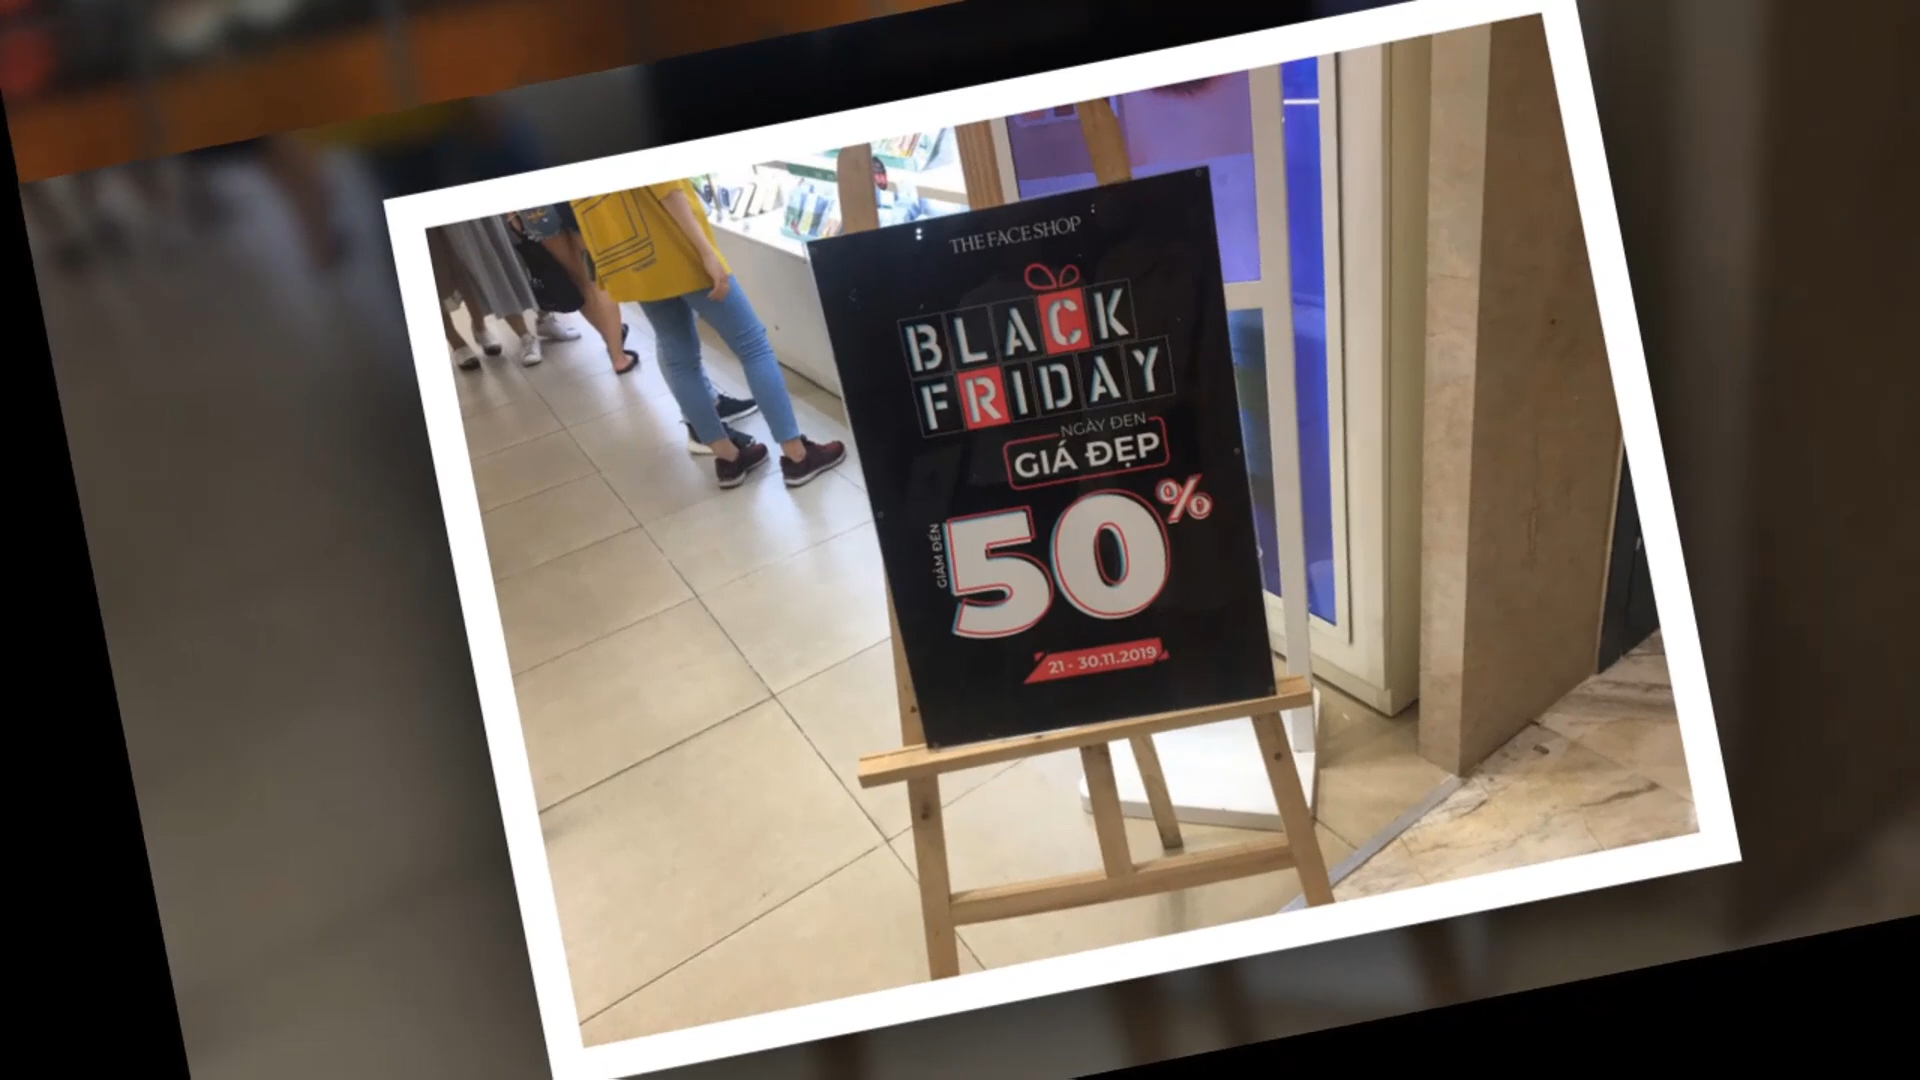 THE FACE SHOP
BLACK
FRIDAY
NGÀY ĐEN
GIÁ ĐẸP
GIẢM ĐẾN
50%
21 - 30.11.2019